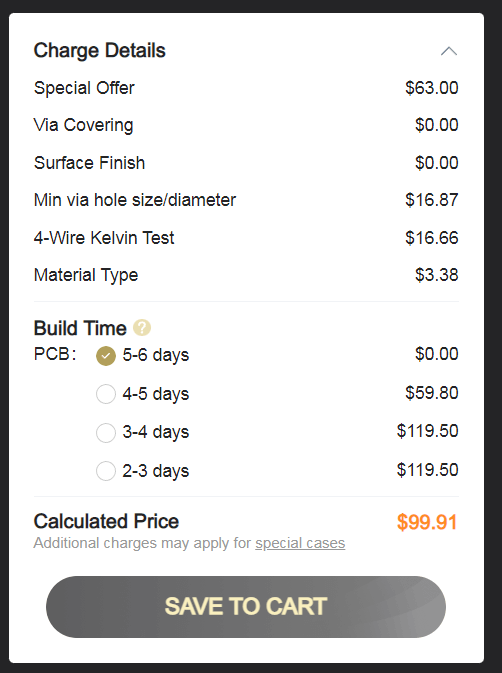 Charge Details
Special Offer $63.00
Via Covering $0.00
Surface Finish $0.00
Min via hole size/diameter $16.87
4-Wire Kelvin Test $16.66
Material Type $3.38
Build Time ?
PCB: 5-6 days $0.00
4-5 days $59.80
3-4 days $119.50
2-3 days $119.50
Calculated Price $99.91
Additional charges may apply for special cases
SAVE TO CART